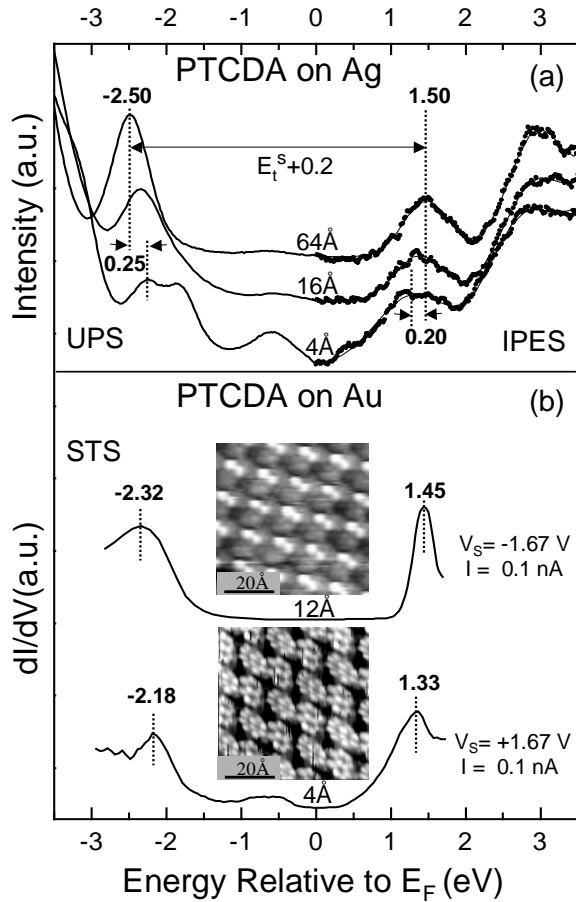 -3 -2 -1 0 1 2 3
PTCDA on Ag (a)
-2.50 1.50
E_t^s+0.2
64Å
0.25
16Å
UPS 4Å 0.20 IPES
Intensity (a.u.)
PTCDA on Au (b)
STS
-2.32 1.45
V_S= -1.67 V
I = 0.1 nA
20Å
12Å
dI/dV(a.u.)
-2.18 1.33
V_S= +1.67 V
I = 0.1 nA
20Å
4Å
-3 -2 -1 0 1 2 3
Energy Relative to E_F (eV)